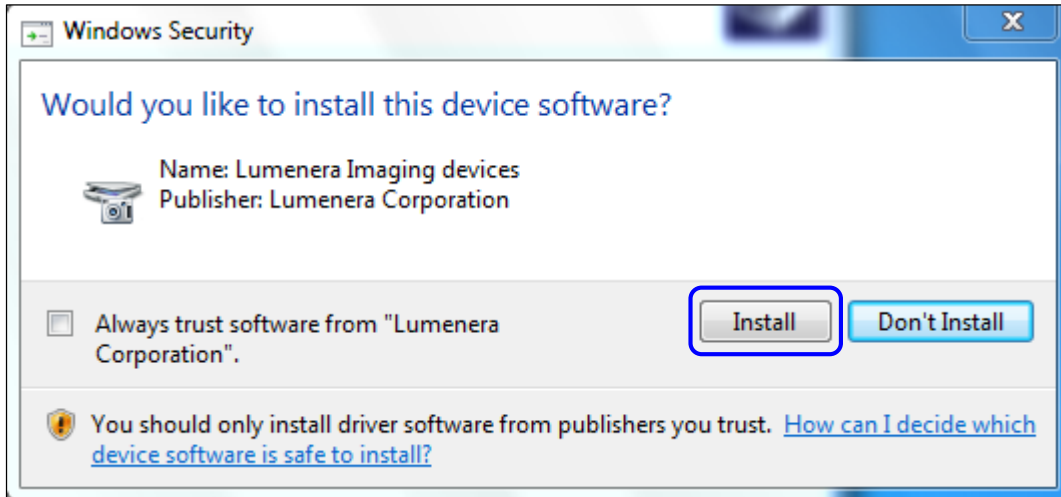 Windows Security
Would you like to install this device software?
Name: Lumenera Imaging devices
Publisher: Lumenera Corporation
Always trust software from "Lumenera
Corporation".
Install
Don't Install
You should only install driver software from publishers you trust. How can I decide which
device software is safe to install?